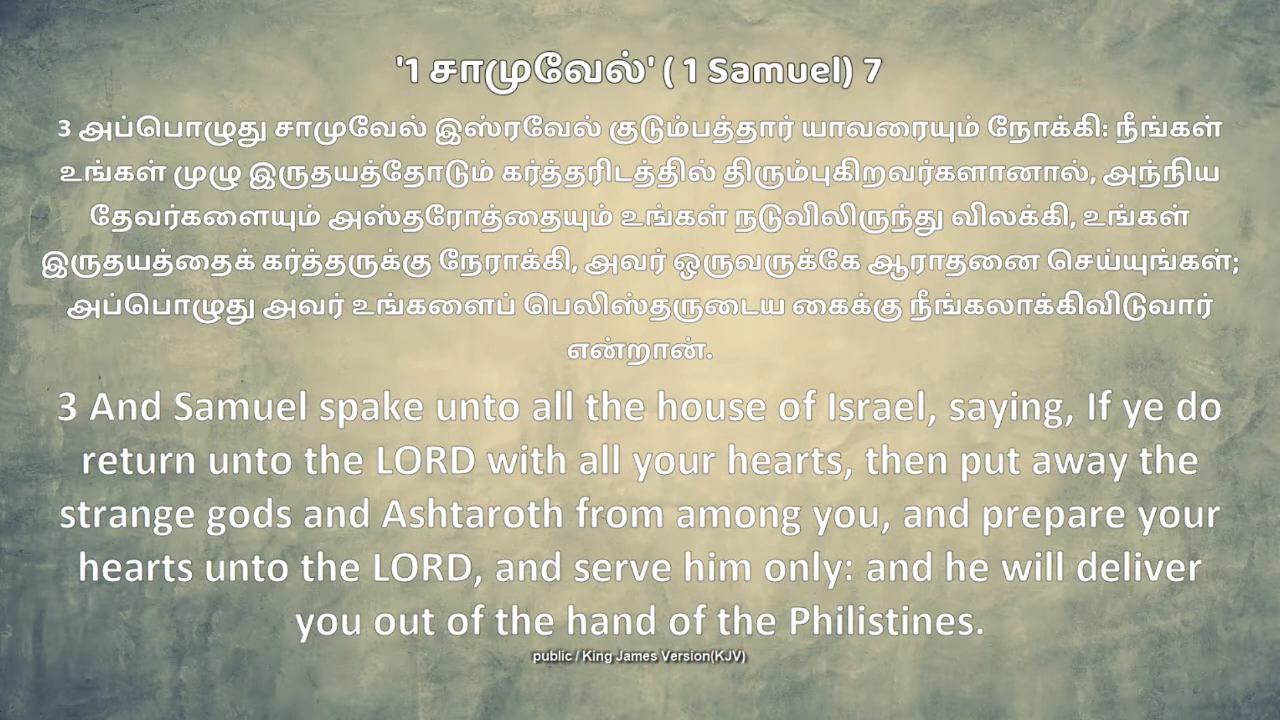 '1 சாமுவேல்' ( 1 Samuel) 7
3 அப்பொழுது சாமுவேல் இஸ்ரவேல் குடும்பத்தார் யாவரையும் நோக்கி: நீங்கள்
உங்கள் முழு இருதயத்தோடும் கர்த்தரிடத்தில் திரும்புகிறவர்களானால், அந்நிய
தேவர்களையும் அஸ்தரோத்தையும் உங்கள் நடுவிலிருந்து விலக்கி, உங்கள்
இருதயத்தைக் கர்த்தருக்கு நேராக்கி, அவர் ஒருவருக்கே ஆராதனை செய்யுங்கள்;
அப்பொழுது அவர் உங்களைப் பெலிஸ்தருடைய கைக்கு நீங்கலாக்கிவிடுவார்
என்றான்.
3 And Samuel spake unto all the house of Israel, saying, If ye do
return unto the LORD with all your hearts, then put away the
strange gods and Ashtaroth from among you, and prepare your
hearts unto the LORD, and serve him only: and he will deliver
you out of the hand of the Philistines.
public / King James Version(KJV)